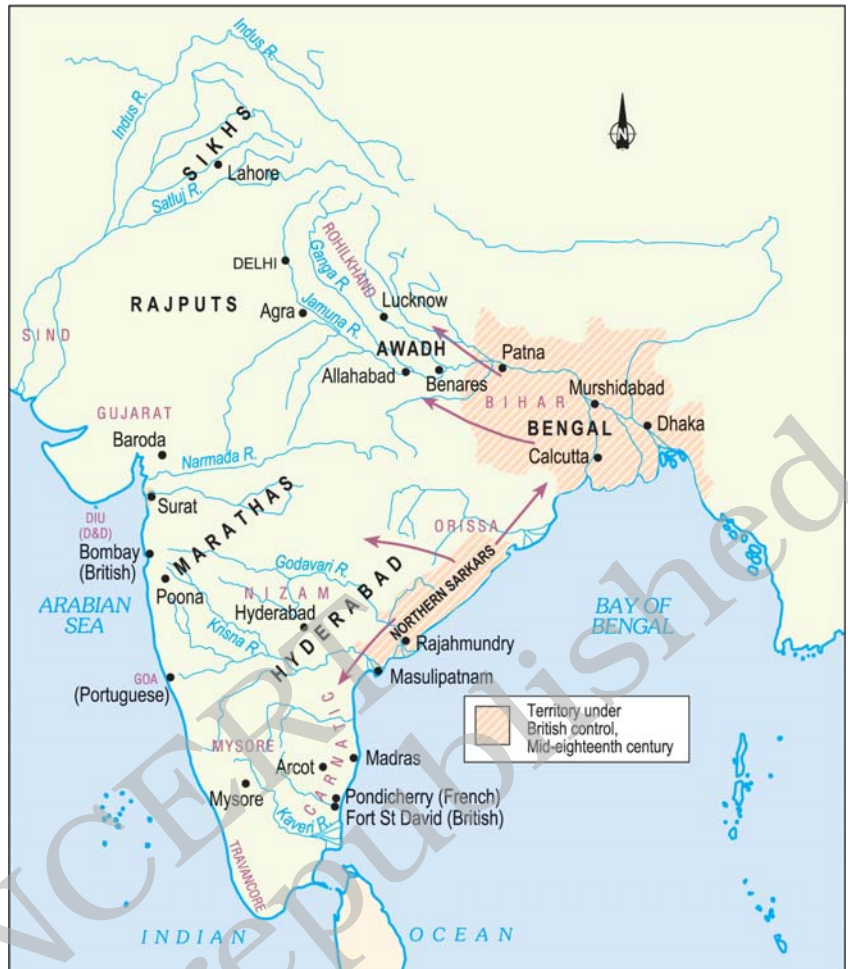 Indus R.
Indus R.
SIKHS
Lahore
Satluj R.
N
DELHI
ROHILKHAND
Ganga R.
RAJPUTS
Agra
Jamuna R.
Lucknow
SIND
AWADH
Patna
Allahabad
Benares
BIHAR
Murshidabad
GUJARAT
BENGAL
Dhaka
Baroda
Calcutta
Narmada R.
Surat
DIU
(D&D)
MARATHAS
ORISSA
Bombay
(British)
Godavari R.
Poona
NIZAM
Hyderabad
HYDERABAD
NORTHERN SARKARS
ARABIAN
SEA
BAY OF
BENGAL
Krisna R.
Rajahmundry
Masulipatnam
GOA
(Portuguese)
Territory under
British control,
Mid-eighteenth century
CARNATIC
MYSORE
Arcot
Madras
Mysore
Pondicherry (French)
Fort St David (British)
Kaveri R.
TRAVANCORE
INDIAN OCEAN
NCERT
republished